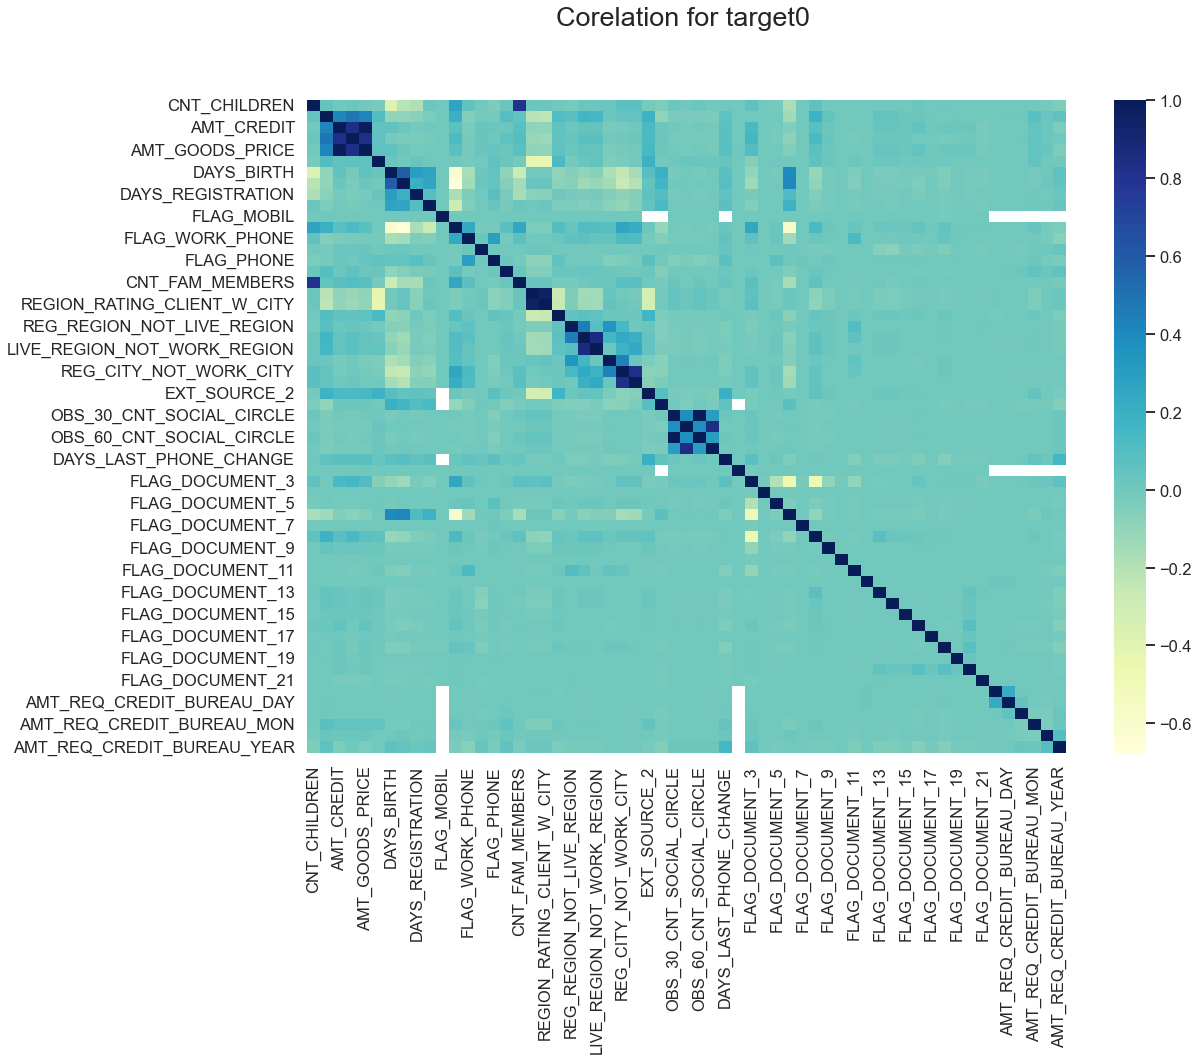 Corelation for target0
CNT_CHILDREN
AMT_CREDIT
AMT_GOODS_PRICE
DAYS_BIRTH
DAYS_REGISTRATION
FLAG_MOBIL
FLAG_WORK_PHONE
FLAG_PHONE
CNT_FAM_MEMBERS
REGION_RATING_CLIENT_W_CITY
REG_REGION_NOT_LIVE_REGION
LIVE_REGION_NOT_WORK_REGION
REG_CITY_NOT_WORK_CITY
EXT_SOURCE_2
OBS_30_CNT_SOCIAL_CIRCLE
OBS_60_CNT_SOCIAL_CIRCLE
DAYS_LAST_PHONE_CHANGE
FLAG_DOCUMENT_3
FLAG_DOCUMENT_5
FLAG_DOCUMENT_7
FLAG_DOCUMENT_9
FLAG_DOCUMENT_11
FLAG_DOCUMENT_13
FLAG_DOCUMENT_15
FLAG_DOCUMENT_17
FLAG_DOCUMENT_19
FLAG_DOCUMENT_21
AMT_REQ_CREDIT_BUREAU_DAY
AMT_REQ_CREDIT_BUREAU_MON
AMT_REQ_CREDIT_BUREAU_YEAR
CNT_CHILDREN
AMT_CREDIT
AMT_GOODS_PRICE
DAYS_BIRTH
DAYS_REGISTRATION
FLAG_MOBIL
FLAG_WORK_PHONE
FLAG_PHONE
CNT_FAM_MEMBERS
REGION_RATING_CLIENT_W_CITY
REG_REGION_NOT_LIVE_REGION
LIVE_REGION_NOT_WORK_REGION
REG_CITY_NOT_WORK_CITY
EXT_SOURCE_2
OBS_30_CNT_SOCIAL_CIRCLE
OBS_60_CNT_SOCIAL_CIRCLE
DAYS_LAST_PHONE_CHANGE
FLAG_DOCUMENT_3
FLAG_DOCUMENT_5
FLAG_DOCUMENT_7
FLAG_DOCUMENT_9
FLAG_DOCUMENT_11
FLAG_DOCUMENT_13
FLAG_DOCUMENT_15
FLAG_DOCUMENT_17
FLAG_DOCUMENT_19
FLAG_DOCUMENT_21
AMT_REQ_CREDIT_BUREAU_DAY
AMT_REQ_CREDIT_BUREAU_MON
AMT_REQ_CREDIT_BUREAU_YEAR
1.0
0.8
0.6
0.4
0.2
0.0
−0.2
−0.4
−0.6